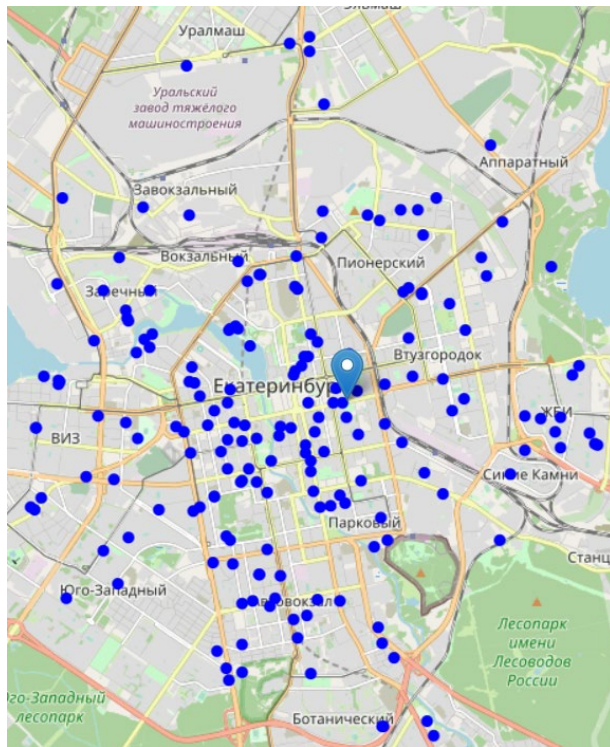 Уралмаш
Уральский
завод тяжёлого
машиностроения
Аппаратный
Завокзальный
Вокзальный
Пионерский
Заречный
Втузгородок
Екатеринбург
ЖБИ
ВИЗ
Синие Камни
Парковый
Станц
Юго-Западный
Автовокзал
Лесопарк
имени
Лесоводов
России
Юго-Западный
лесопарк
Ботанический